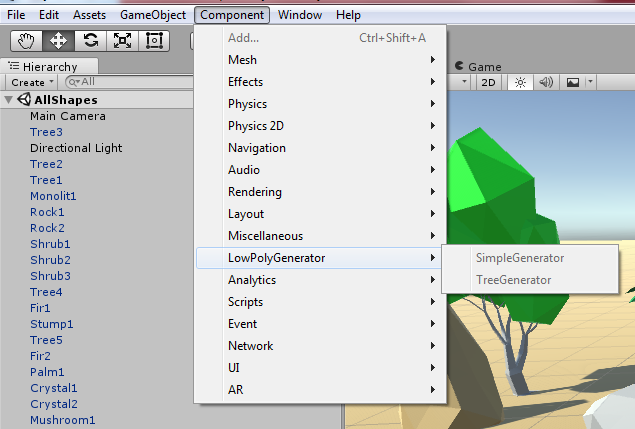 File Edit Assets GameObject Component Window Help
Hierarchy
Create All
AllShapes
Main Camera
Tree3
Directional Light
Tree2
Tree1
Monolit1
Rock1
Rock2
Shrub1
Shrub2
Shrub3
Tree4
Fir1
Stump1
Tree5
Fir2
Palm1
Crystal1
Crystal2
Mushroom1
Add... Ctrl+Shift+A
Mesh
Effects
Physics
Physics 2D
Navigation
Audio
Rendering
Layout
Miscellaneous
LowPolyGenerator
Analytics
Scripts
Event
Network
UI
AR
SimpleGenerator
TreeGenerator
Game
2D